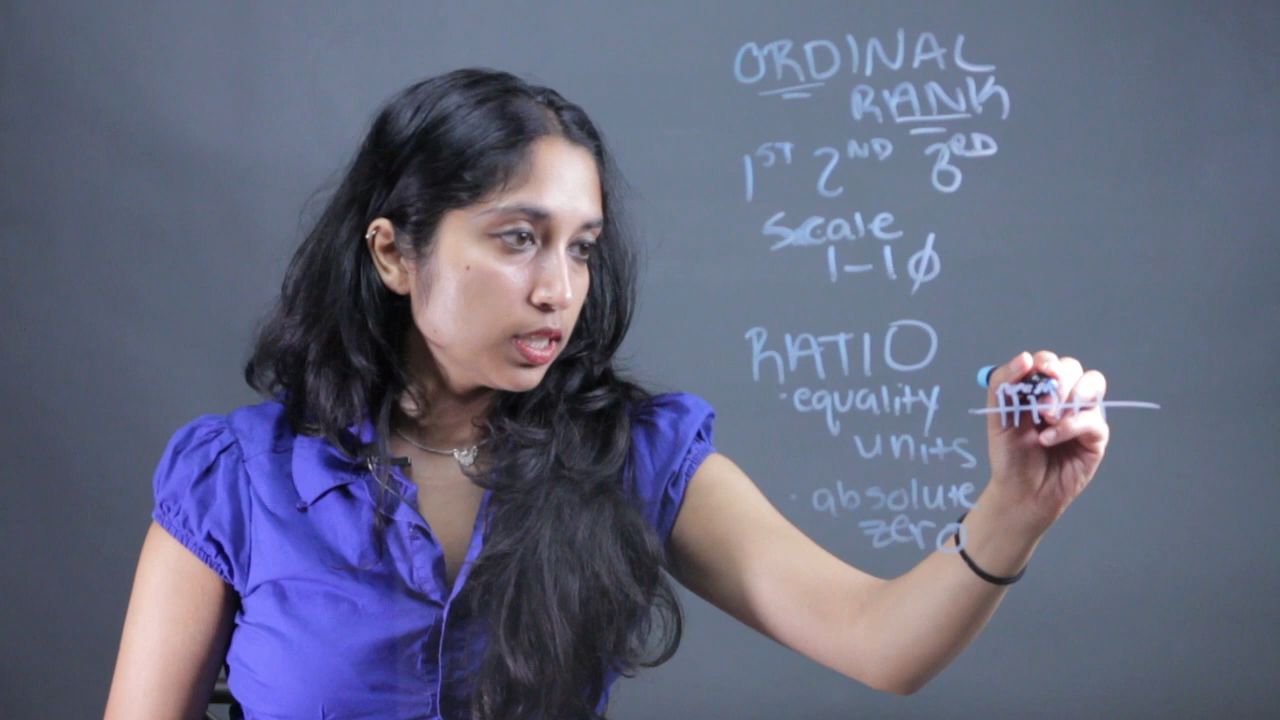 ORDINAL
RANK
1ST 2ND 3RD
scale
1-10
RATIO
· equality
units
· absolute
zero